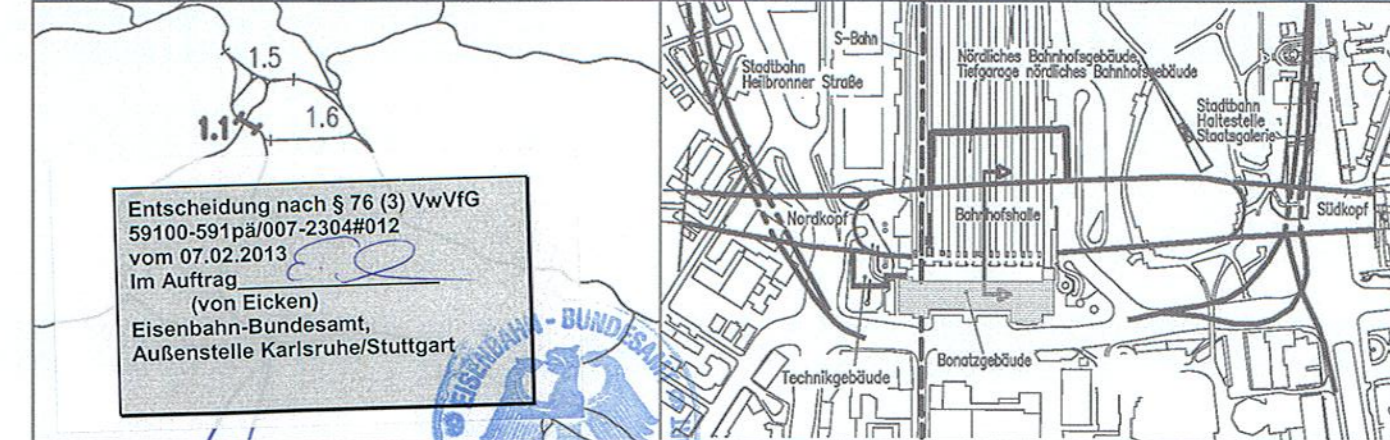 1.5
1.6
1.1
Entscheidung nach § 76 (3) VwVfG
59100-591pä/007-2304#012
vom 07.02.2013
Im Auftrag
(von Eicken)
Eisenbahn-Bundesamt,
Außenstelle Karlsruhe/Stuttgart
EISENBAHN - BUNDESAMT
S-Bahn
Stadtbahn
Heilbronner Straße
Nördliches Bahnhofsgebäude,
Tiefgarage nördliches Bahnhofsgebäude
Stadtbahn
Haltestelle
Staatsgalerie
Nordkopf
Bahnhofshalle
Südkopf
Technikgebäude
Bonatzgebäude